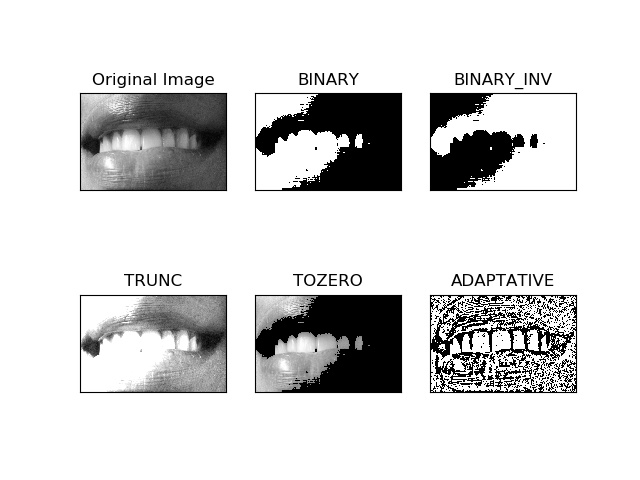 Original Image
BINARY
BINARY_INV
TRUNC
TOZERO
ADAPTATIVE